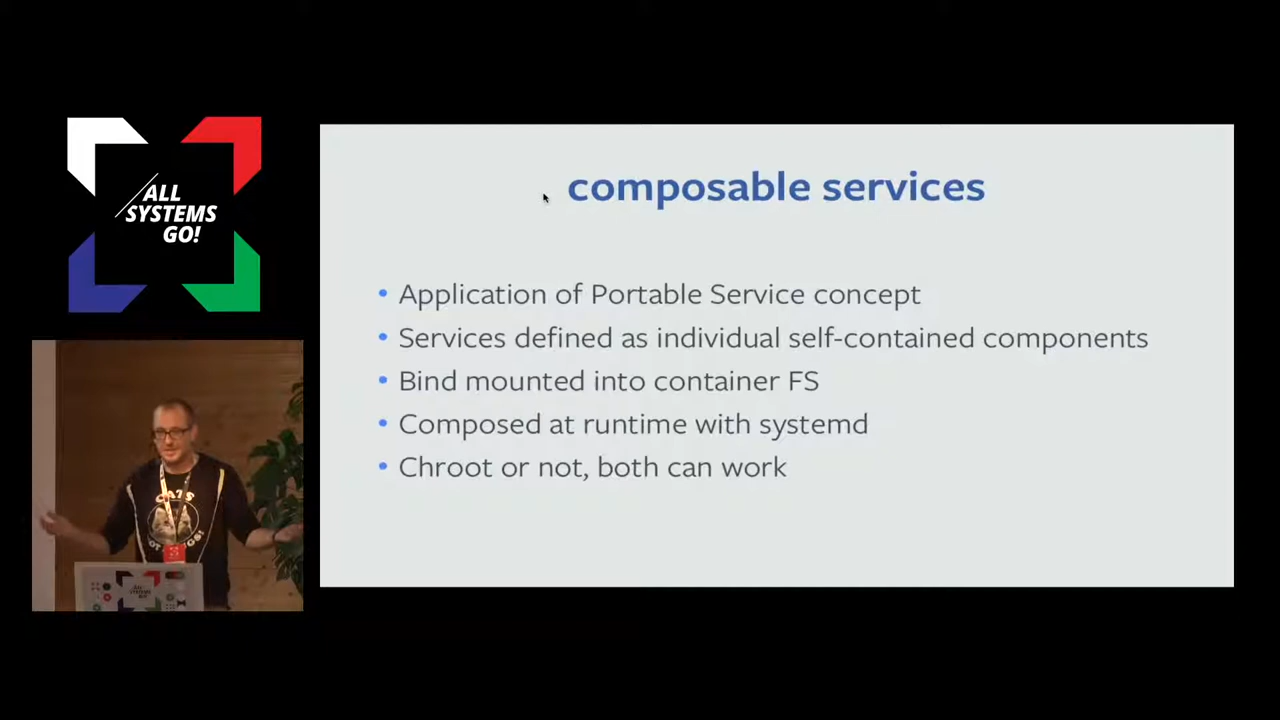 ALL
SYSTEMS
GO!
composable services
• Application of Portable Service concept
• Services defined as individual self-contained components
• Bind mounted into container FS
• Composed at runtime with systemd
• Chroot or not, both can work
CATS